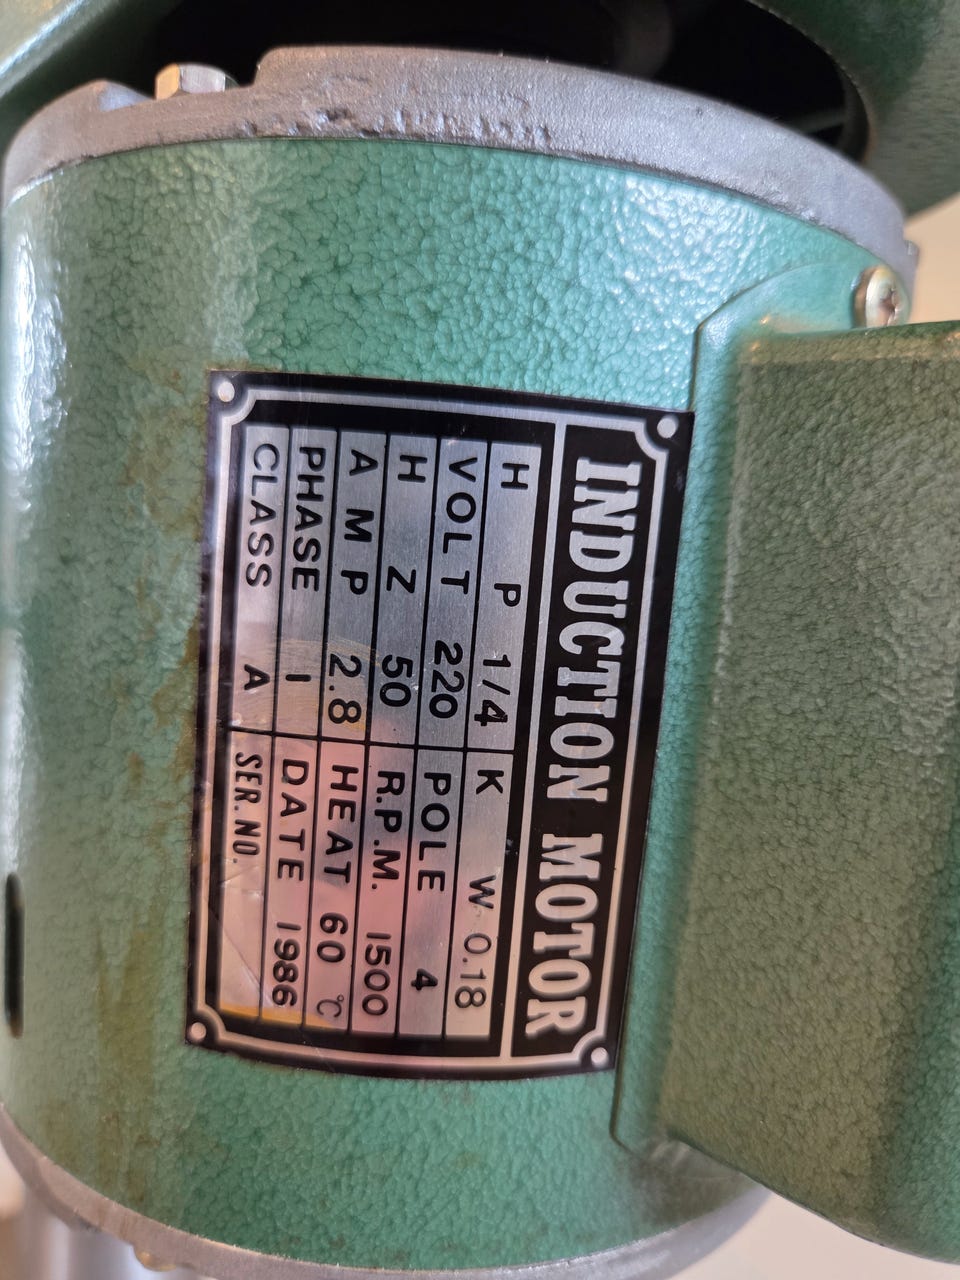 INDUCTION MOTOR
H P 1/4 K W 0.18
VOLT 220 POLE 4
H Z 50 R.P.M. 1500
A M P 2.8 HEAT 60 °C
PHASE 1 DATE 1986
CLASS A SER.NO.